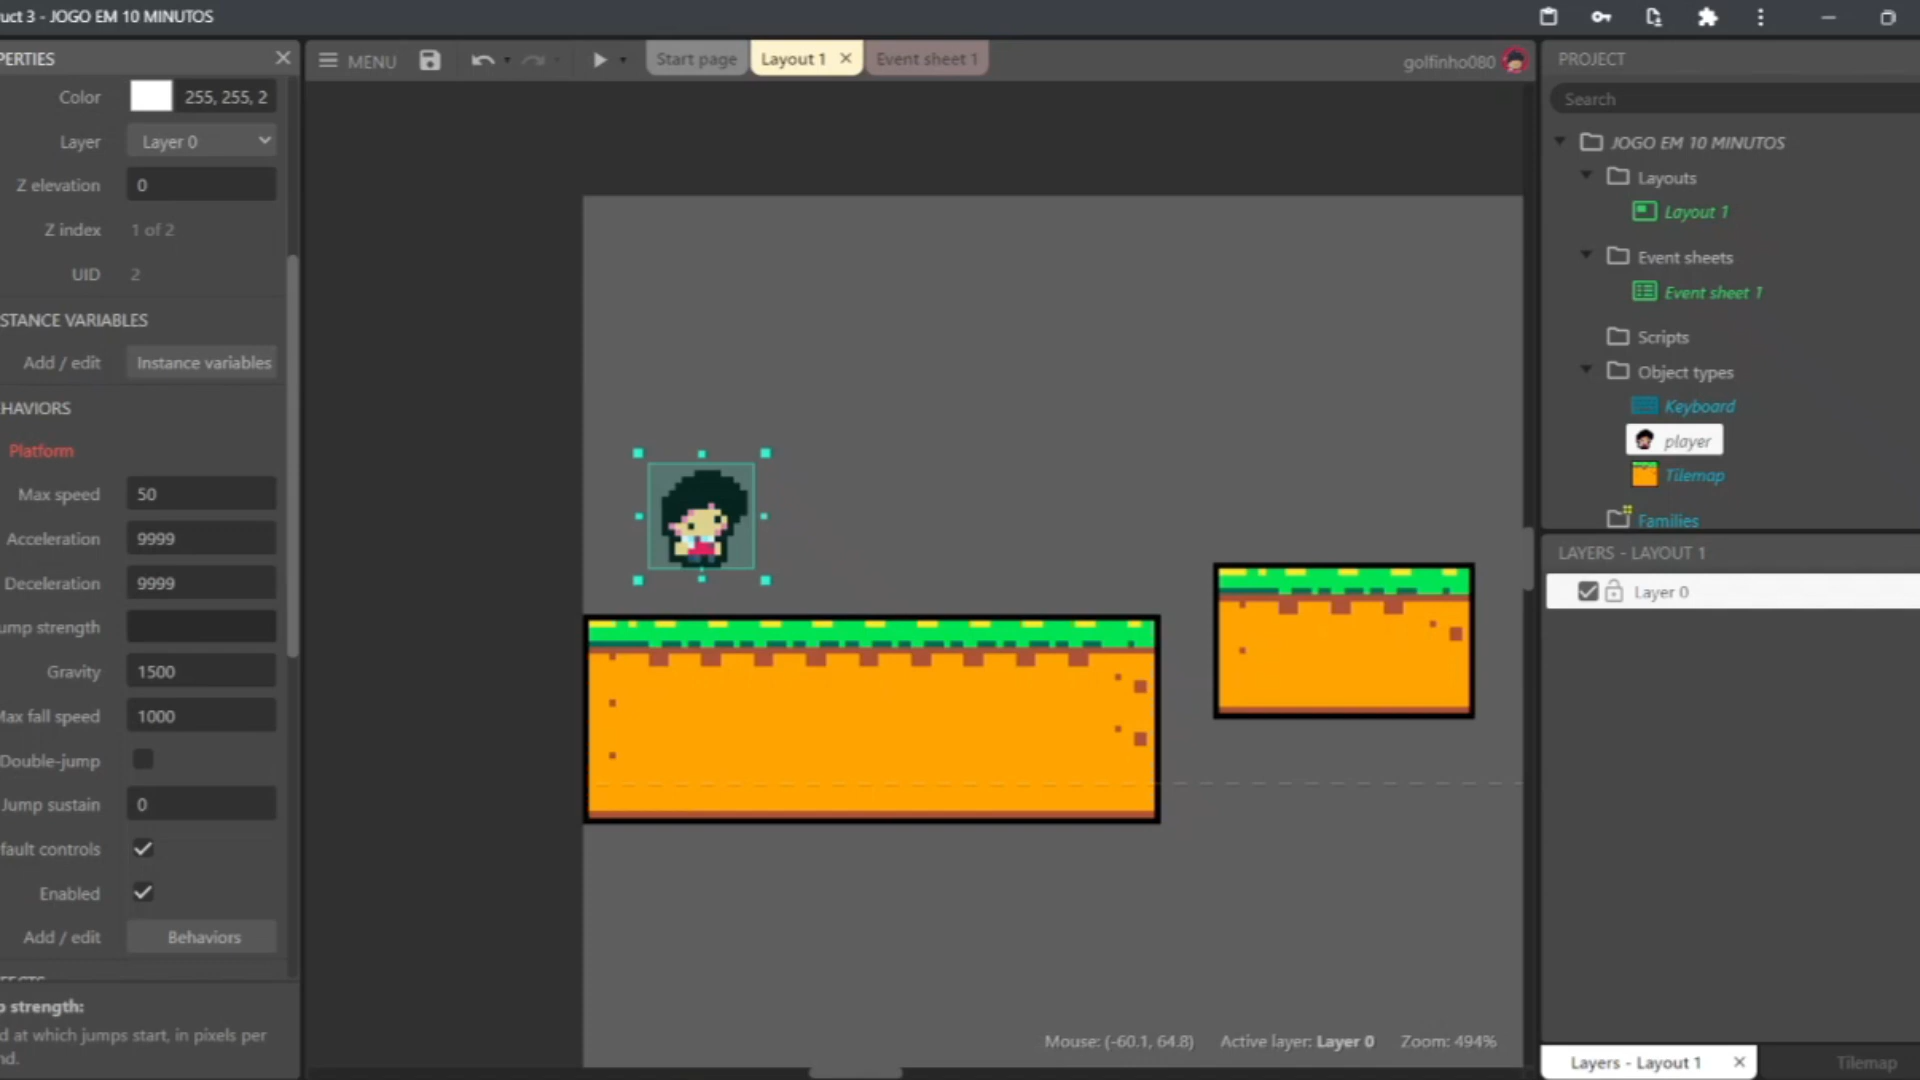 uct 3 - JOGO EM 10 MINUTOS
PERTIES
Color 255, 255, 2
Layer Layer 0
Z elevation 0
Z index 1 of 2
UID 2
STANCE VARIABLES
Add / edit Instance variables
HAVIORS
Platform
Max speed 50
Acceleration 9999
Deceleration 9999
ump strength
Gravity 1500
Max fall speed 1000
Double-jump
Jump sustain 0
fault controls
Enabled
Add / edit Behaviors
p strength:
d at which jumps start, in pixels per
nd.
MENU
Start page
Layout 1
Event sheet 1
golfinho080
Mouse: (-60.1, 64.8) Active layer: Layer 0 Zoom: 494%
PROJECT
Search
JOGO EM 10 MINUTOS
Layouts
Layout 1
Event sheets
Event sheet 1
Scripts
Object types
Keyboard
player
Tilemap
Families
LAYERS - LAYOUT 1
Layer 0
Layers - Layout 1
Tilemap